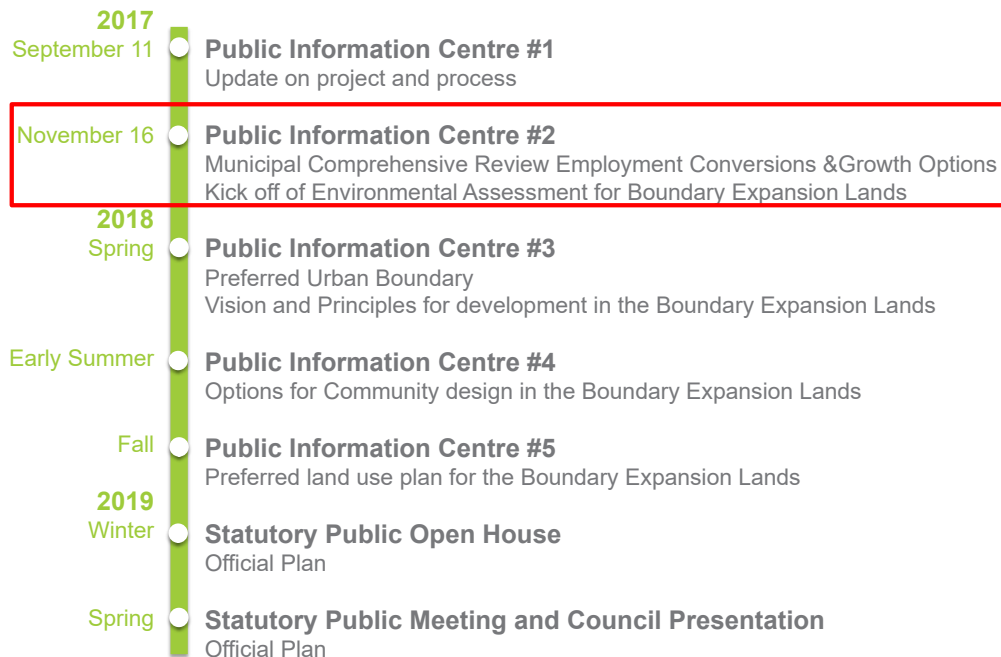 2017
September 11
Public Information Centre #1
Update on project and process
November 16
Public Information Centre #2
Municipal Comprehensive Review Employment Conversions &Growth Options
Kick off of Environmental Assessment for Boundary Expansion Lands
2018
Spring
Public Information Centre #3
Preferred Urban Boundary
Vision and Principles for development in the Boundary Expansion Lands
Early Summer
Public Information Centre #4
Options for Community design in the Boundary Expansion Lands
Fall
Public Information Centre #5
Preferred land use plan for the Boundary Expansion Lands
2019
Winter
Statutory Public Open House
Official Plan
Spring
Statutory Public Meeting and Council Presentation
Official Plan